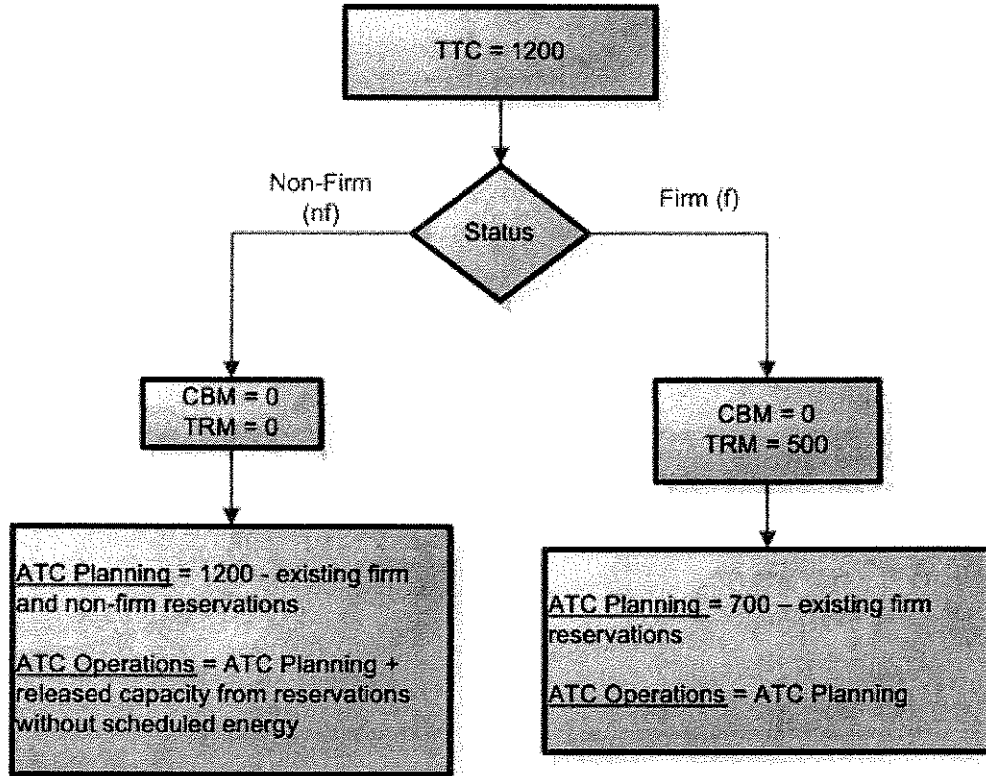 TTC = 1200
Non-Firm
(nf)
Firm (f)
Status
CBM = 0
TRM = 0
CBM = 0
TRM = 500
ATC Planning = 1200 - existing firm
and non-firm reservations
ATC Operations = ATC Planning +
released capacity from reservations
without scheduled energy
ATC Planning = 700 – existing firm
reservations
ATC Operations = ATC Planning